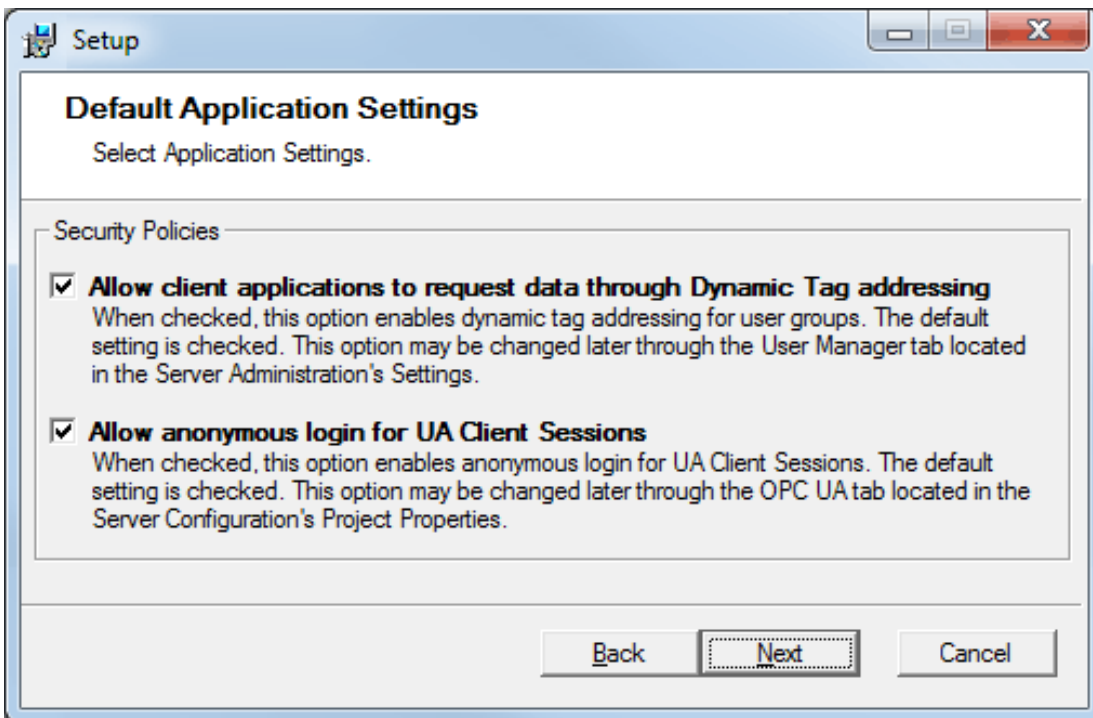 Setup
Default Application Settings
Select Application Settings.
Security Policies
Allow client applications to request data through Dynamic Tag addressing
When checked, this option enables dynamic tag addressing for user groups. The default
setting is checked. This option may be changed later through the User Manager tab located
in the Server Administration's Settings.
Allow anonymous login for UA Client Sessions
When checked, this option enables anonymous login for UA Client Sessions. The default
setting is checked. This option may be changed later through the OPC UA tab located in the
Server Configuration's Project Properties.
Back Next Cancel